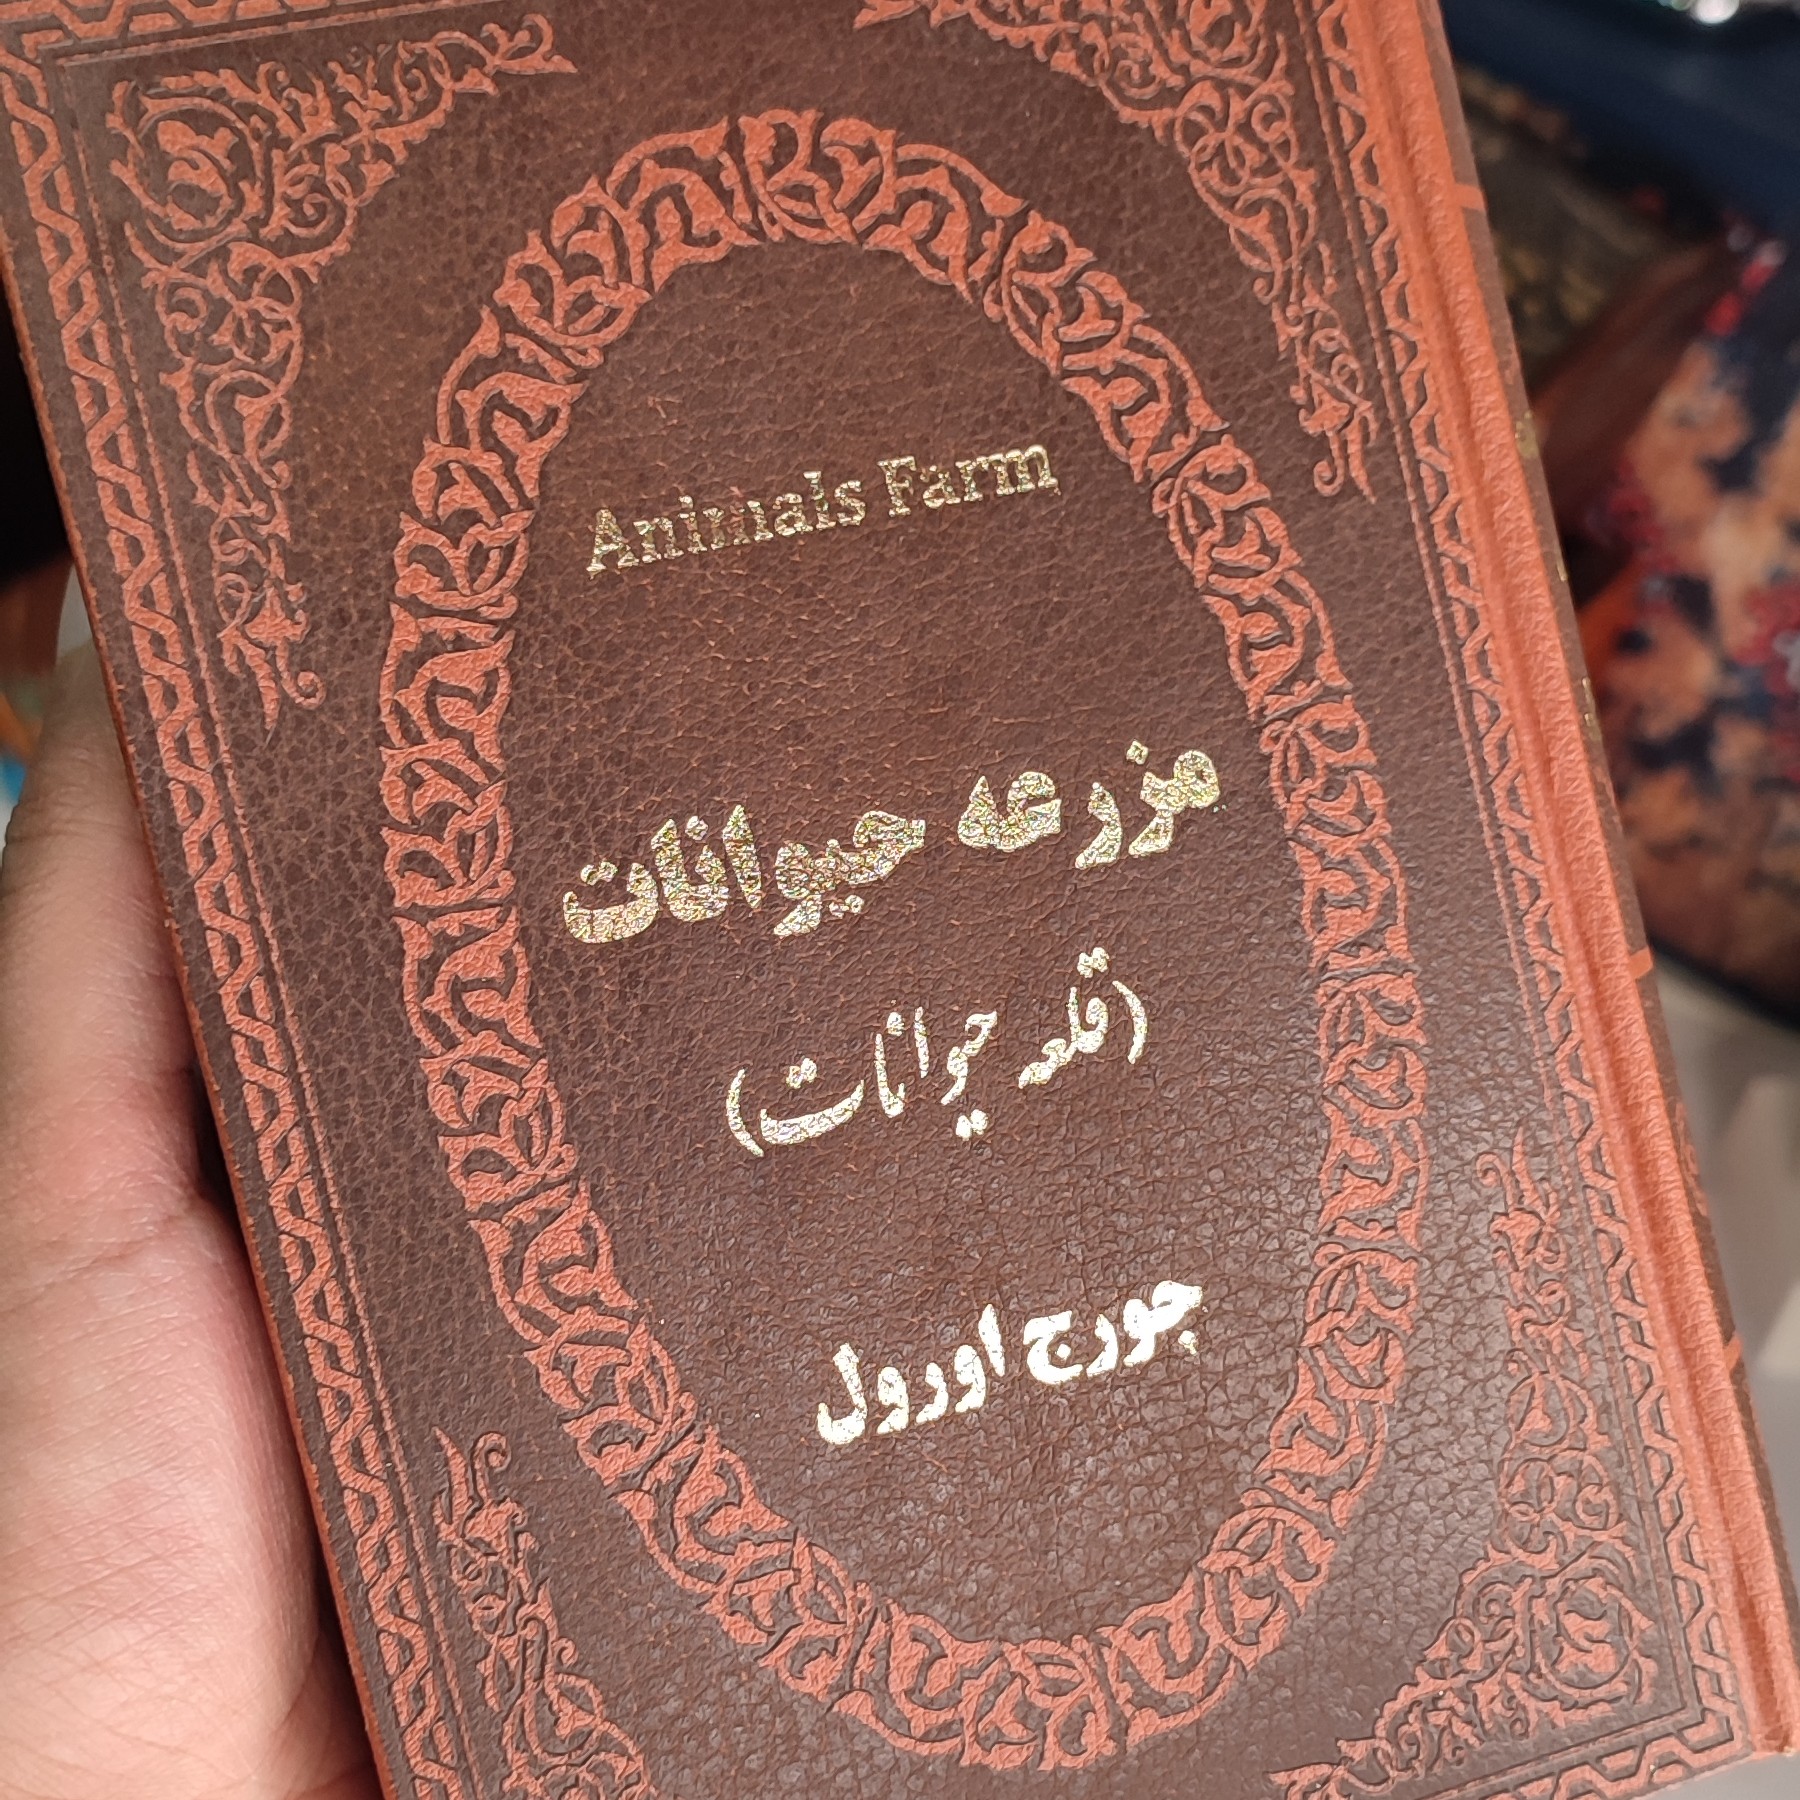 Animals Farm
مزرعه حیوانات
(قلعه حیوانات)
جورج اورول